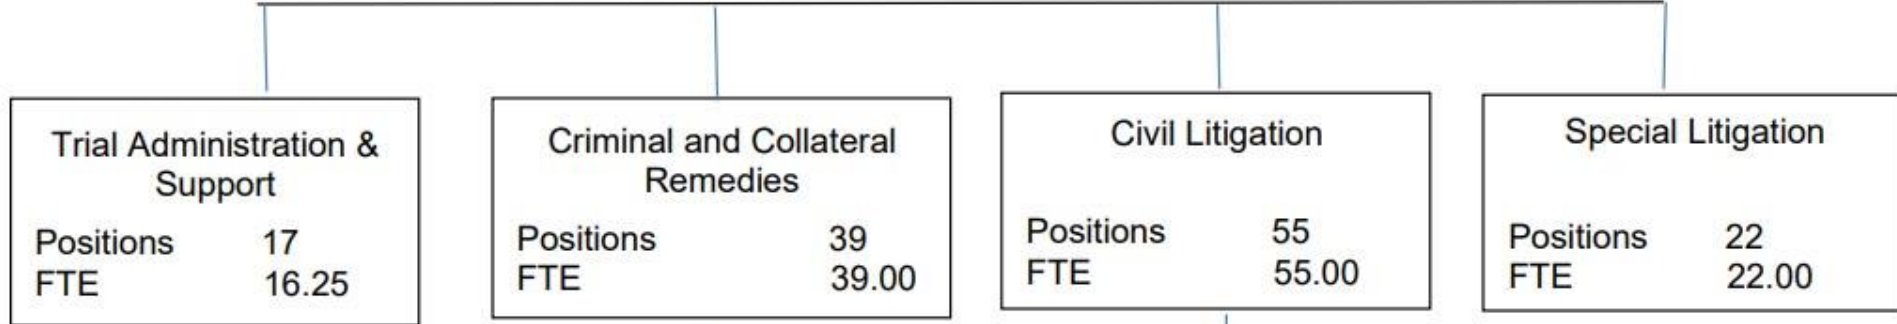 Trial Administration &
Support
Positions 17
FTE 16.25
Criminal and Collateral
Remedies
Positions 39
FTE 39.00
Civil Litigation
Positions 55
FTE 55.00
Special Litigation
Positions 22
FTE 22.00